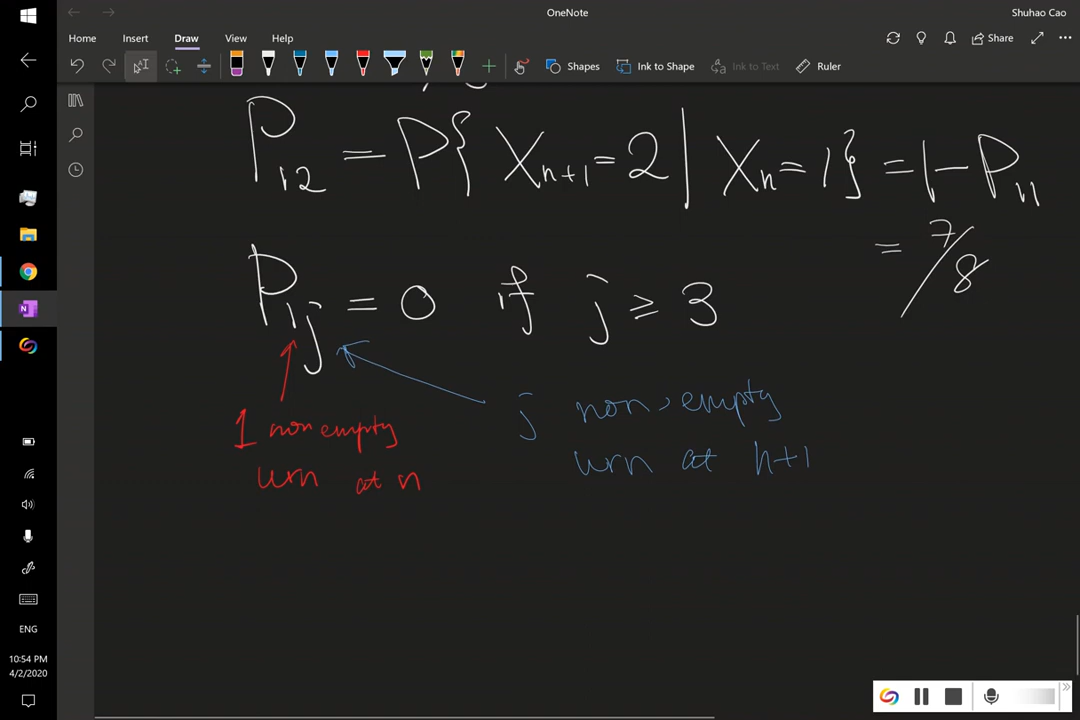 OneNote
Shuhao Cao
Home Insert Draw View Help
Share
Shapes
Ink to Shape
Ink to Text
Ruler
P12 = P{ Xn+1 = 2 | Xn = 1 } = 1 - P11
= 7/8
P1j = 0 if j ≥ 3
1 non empty
urn at n
j non-empty
urn at n+1
ENG
10:54 PM
4/2/2020